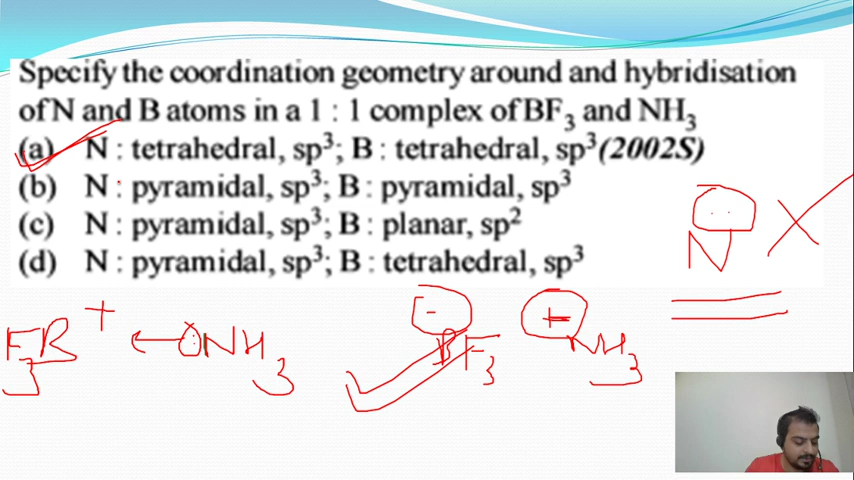 Specify the coordination geometry around and hybridisation
of N and B atoms in a 1 : 1 complex of BF₃ and NH₃
(a) N : tetrahedral, sp³; B : tetrahedral, sp³ (2002S)
(b) N : pyramidal, sp³; B : pyramidal, sp³
(c) N : pyramidal, sp³; B : planar, sp²
(d) N : pyramidal, sp³; B : tetrahedral, sp³
N
F₃B + ← NH₃
- BF₃ + NH₃